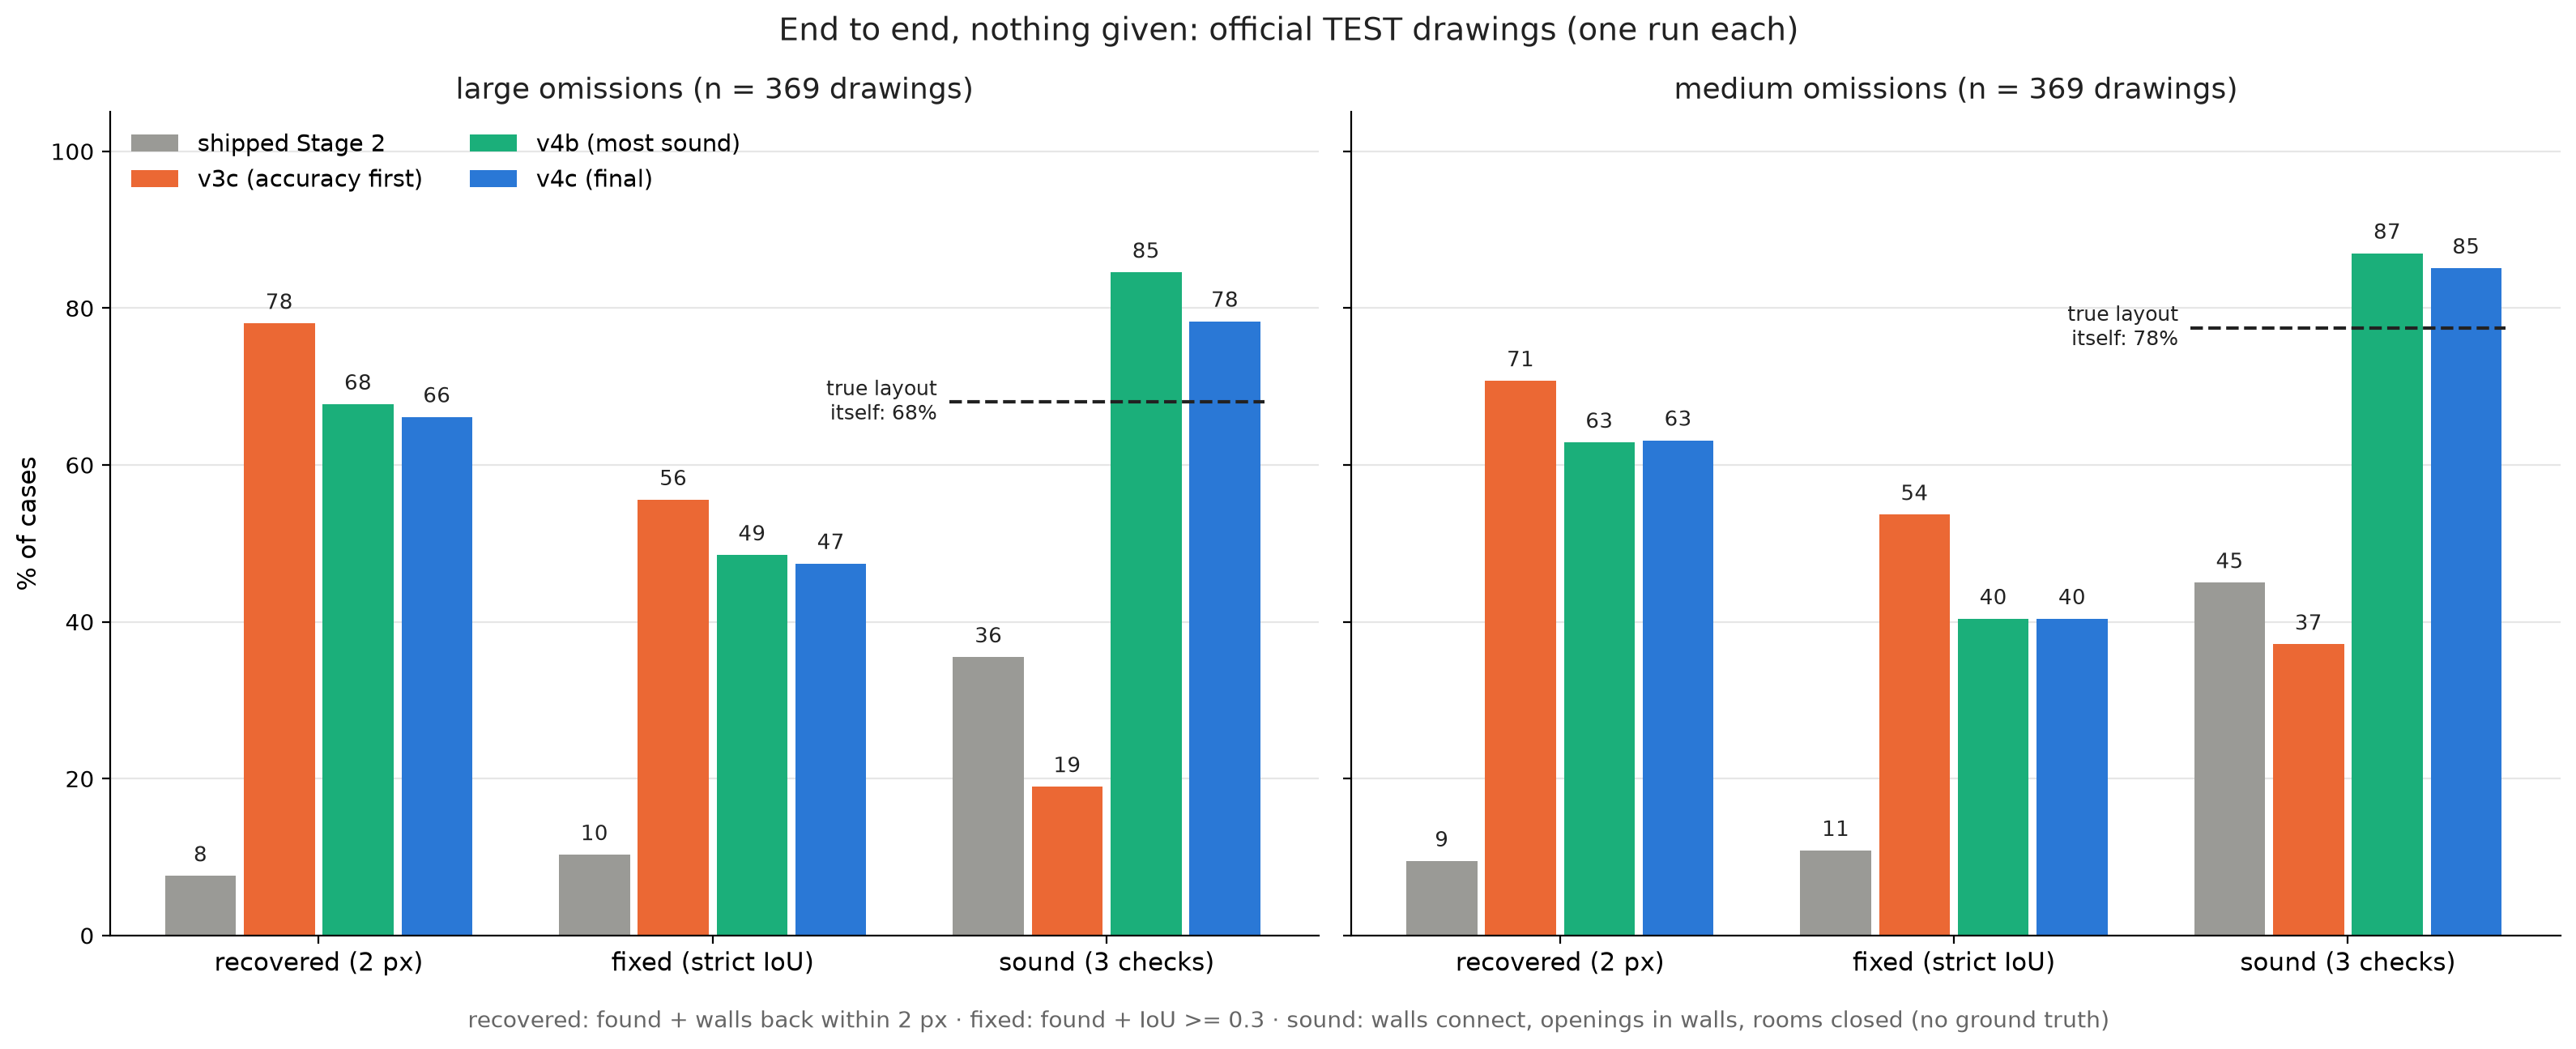 End to end, nothing given: official TEST drawings (one run each)
large omissions (n = 369 drawings)
shipped Stage 2
v3c (accuracy first)
v4b (most sound)
v4c (final)
% of cases
100
80
60
40
20
0
8
78
68
66
10
56
49
47
36
19
85
78
true layout
itself: 68%
recovered (2 px)
fixed (strict IoU)
sound (3 checks)
medium omissions (n = 369 drawings)
9
71
63
63
11
54
40
40
45
37
87
85
true layout
itself: 78%
recovered (2 px)
fixed (strict IoU)
sound (3 checks)
recovered: found + walls back within 2 px · fixed: found + IoU >= 0.3 · sound: walls connect, openings in walls, rooms closed (no ground truth)